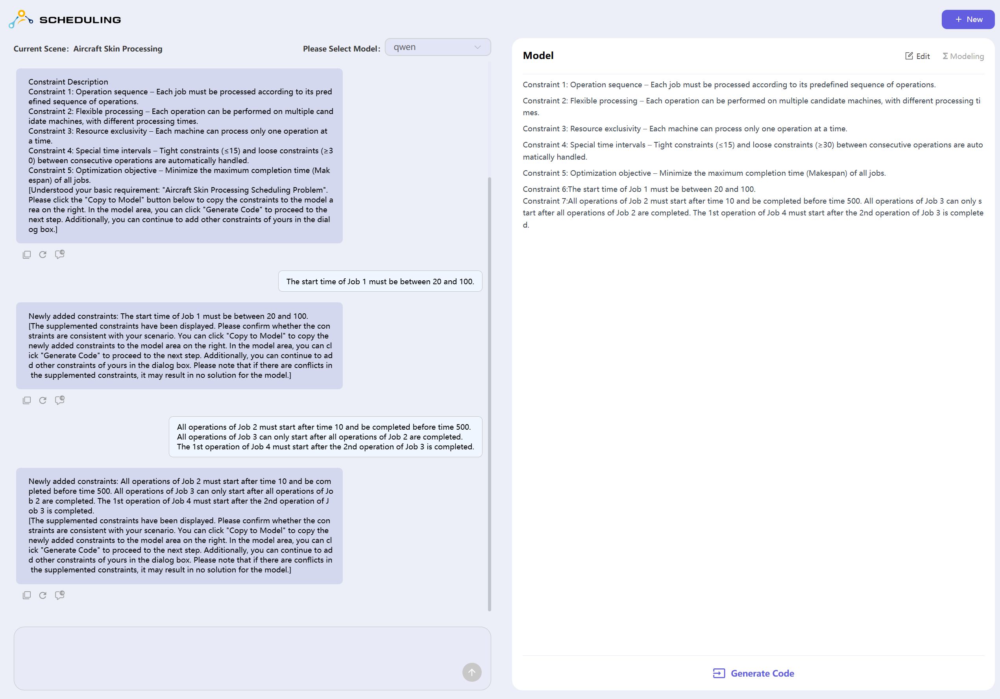 SCHEDULING
+ New
Current Scene: Aircraft Skin Processing
Please Select Model:
qwen
Constraint Description
Constraint 1: Operation sequence – Each job must be processed according to its pred
efined sequence of operations.
Constraint 2: Flexible processing – Each operation can be performed on multiple cand
idate machines, with different processing times.
Constraint 3: Resource exclusivity – Each machine can process only one operation at
a time.
Constraint 4: Special time intervals – Tight constraints (≤15) and loose constraints (≥3
0) between consecutive operations are automatically handled.
Constraint 5: Optimization objective – Minimize the maximum completion time (Mak
espan) of all jobs.
[Understood your basic requirement: "Aircraft Skin Processing Scheduling Problem".
Please click the "Copy to Model" button below to copy the constraints to the model a
rea on the right. In the model area, you can click "Generate Code" to proceed to the
next step. Additionally, you can continue to add other constraints of yours in the dial
og box.]
The start time of Job 1 must be between 20 and 100.
Newly added constraints: The start time of Job 1 must be between 20 and 100.
[The supplemented constraints have been displayed. Please confirm whether the con
straints are consistent with your scenario. You can click "Copy to Model" to copy the
newly added constraints to the model area on the right. In the model area, you can cl
ick "Generate Code" to proceed to the next step. Additionally, you can continue to ad
d other constraints of yours in the dialog box. Please note that if there are conflicts in
the supplemented constraints, it may result in no solution for the model.]
All operations of Job 2 must start after time 10 and be completed before time 500.
All operations of Job 3 can only start after all operations of Job 2 are completed.
The 1st operation of Job 4 must start after the 2nd operation of Job 3 is completed.
Newly added constraints: All operations of Job 2 must start after time 10 and be com
pleted before time 500. All operations of Job 3 can only start after all operations of Jo
b 2 are completed. The 1st operation of Job 4 must start after the 2nd operation of J
ob 3 is completed.
[The supplemented constraints have been displayed. Please confirm whether the con
straints are consistent with your scenario. You can click "Copy to Model" to copy the
newly added constraints to the model area on the right. In the model area, you can cl
ick "Generate Code" to proceed to the next step. Additionally, you can continue to ad
d other constraints of yours in the dialog box. Please note that if there are conflicts in
the supplemented constraints, it may result in no solution for the model.]
Model
Edit
Σ Modeling
Constraint 1: Operation sequence – Each job must be processed according to its predefined sequence of operations.
Constraint 2: Flexible processing – Each operation can be performed on multiple candidate machines, with different processing ti
mes.
Constraint 3: Resource exclusivity – Each machine can process only one operation at a time.
Constraint 4: Special time intervals – Tight constraints (≤15) and loose constraints (≥30) between consecutive operations are auto
matically handled.
Constraint 5: Optimization objective – Minimize the maximum completion time (Makespan) of all jobs.
Constraint 6:The start time of Job 1 must be between 20 and 100.
Constraint 7:All operations of Job 2 must start after time 10 and be completed before time 500. All operations of Job 3 can only s
tart after all operations of Job 2 are completed. The 1st operation of Job 4 must start after the 2nd operation of Job 3 is complete
d.
Generate Code